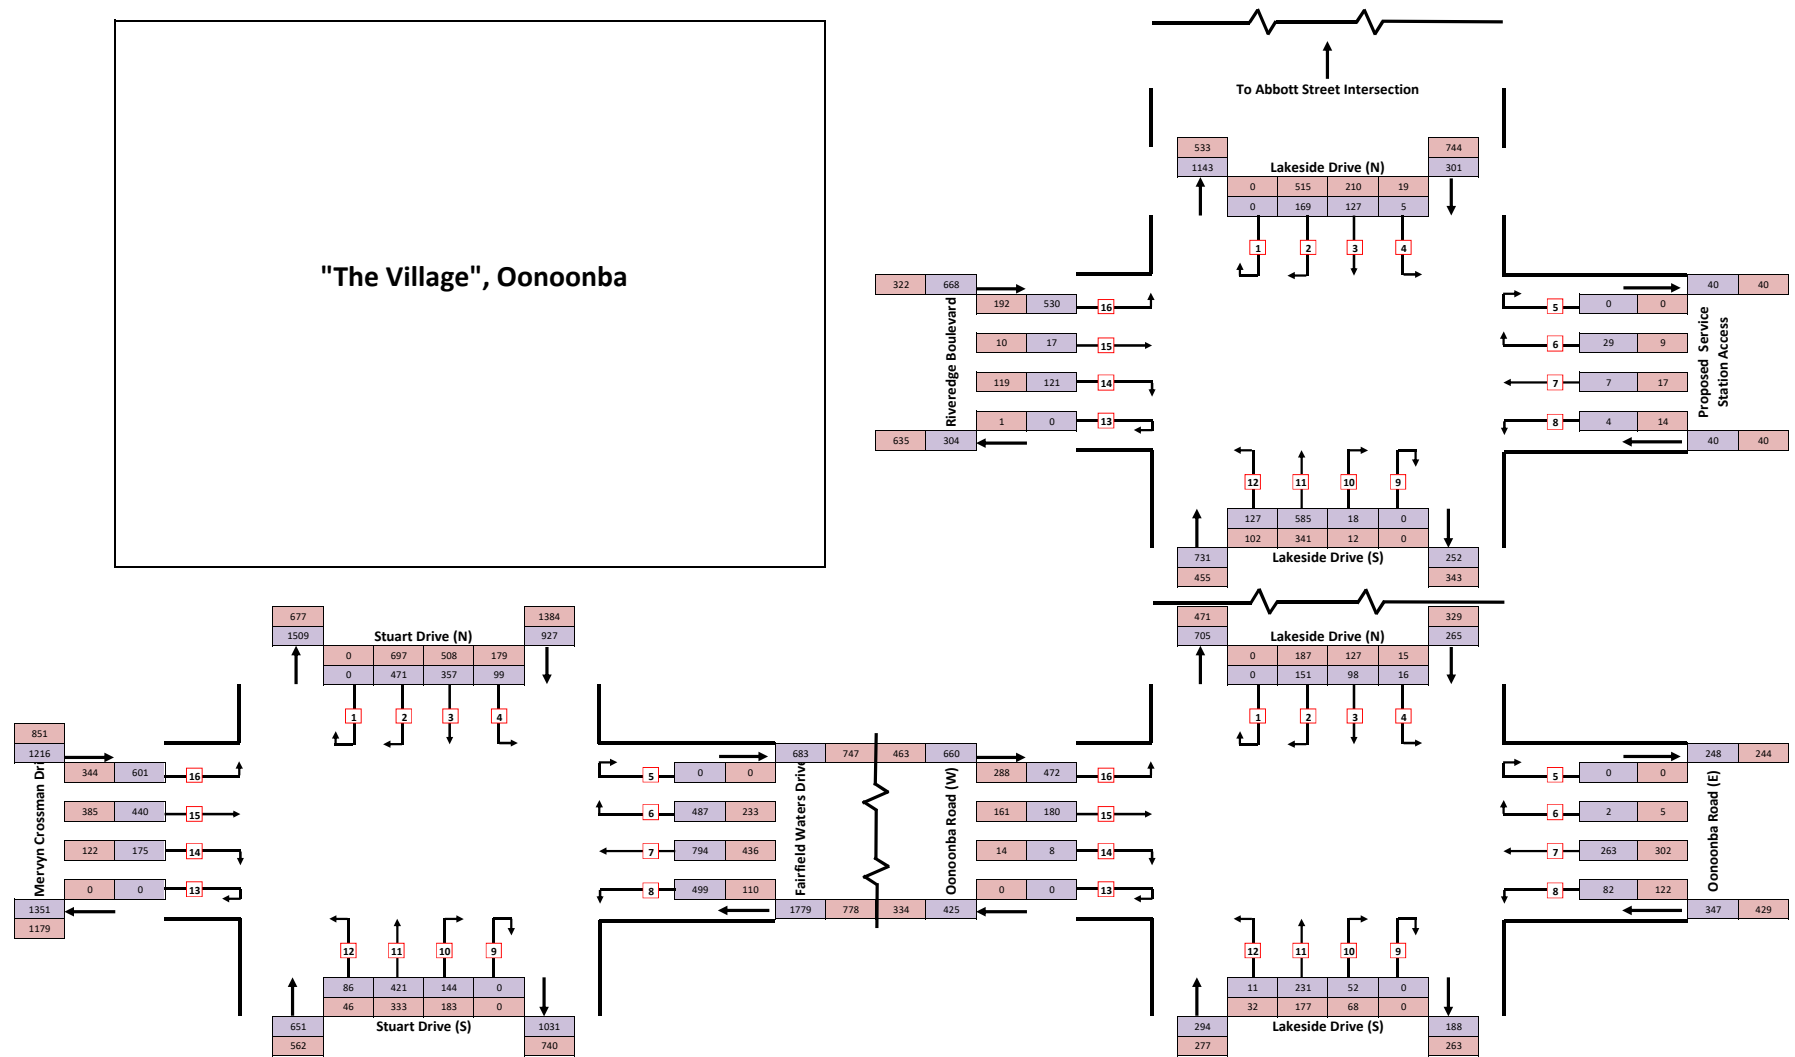 To Abbott Street Intersection
533 744
1143 Lakeside Drive (N) 301
0 515 210 19
0 169 127 5
1 2 3 4
"The Village", Oonoonba
322 668 40 40
192 530 16 5 0 0
10 17 15 6 29 9
Riveredge Boulevard
Proposed Service
Station Access
119 121 14 7 7 17
1 0 13 8 4 14
635 304 40 40
12 11 10 9
127 585 18 0
102 341 12 0
731 Lakeside Drive (S) 252
455 343
677 1384 471 329
1509 Stuart Drive (N) 927 705 Lakeside Drive (N) 265
0 697 508 179 0 187 127 15
0 471 357 99 0 151 98 16
1 2 3 4 1 2 3 4
851
1216 683 747 463 660 248 244
344 601 16 5 0 0 288 472 16 5 0 0
385 440 15 6 487 233 161 180 15 6 2 5
Mervyn Crossman Dri
Fairfield Waters Drive
Oonoonba Road (W)
Oonoonba Road (E)
122 175 14 7 794 436 14 8 14 7 263 302
0 0 13 8 499 110 0 0 13 8 82 122
1351 1779 778 334 425 347 429
1179
12 11 10 9 12 11 10 9
86 421 144 0 11 231 52 0
46 333 183 0 32 177 68 0
651 Stuart Drive (S) 1031 294 Lakeside Drive (S) 188
562 740 277 263